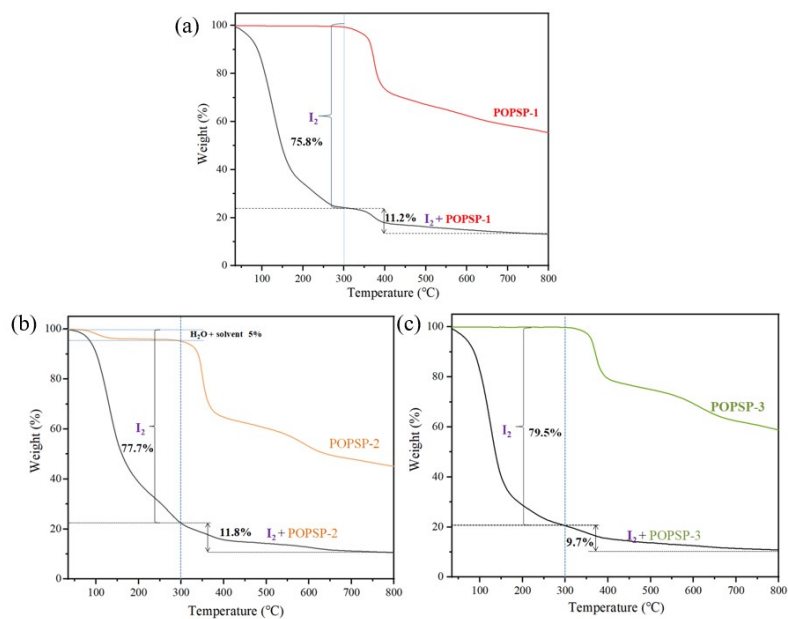 (a)
100
80
60
40
20
0
Weight (%)
I₂
75.8%
POPSP-1
11.2%
I₂ + POPSP-1
100 200 300 400 500 600 700 800
Temperature (℃)
(b)
100
80
60
40
20
0
Weight (%)
H₂O + solvent 5%
I₂
77.7%
POPSP-2
11.8%
I₂ + POPSP-2
100 200 300 400 500 600 700 800
Temperature (℃)
(c)
100
80
60
40
20
0
Weight (%)
I₂
79.5%
POPSP-3
9.7%
I₂ + POPSP-3
100 200 300 400 500 600 700 800
Temperature (℃)